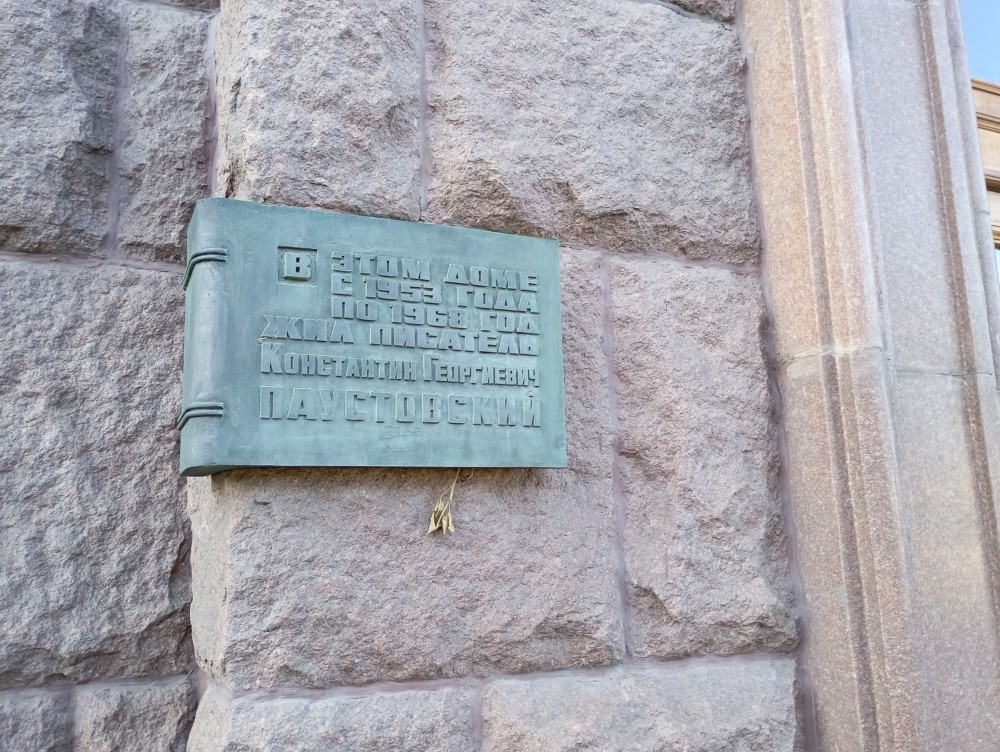 В ЭТОМ ДОМЕ
С 1953 ГОДА
ПО 1968 ГОД
ЖИЛ ПИСАТЕЛЬ
КОНСТАНТИН ГЕОРГИЕВИЧ
ПАУСТОВСКИЙ